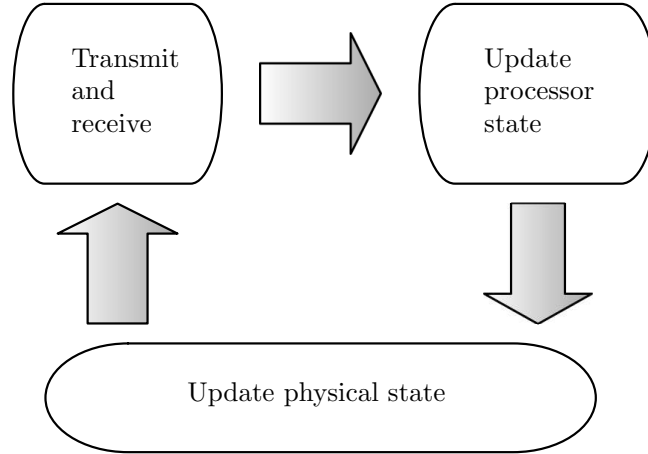 Transmit
and
receive
Update
processor
state
Update physical state